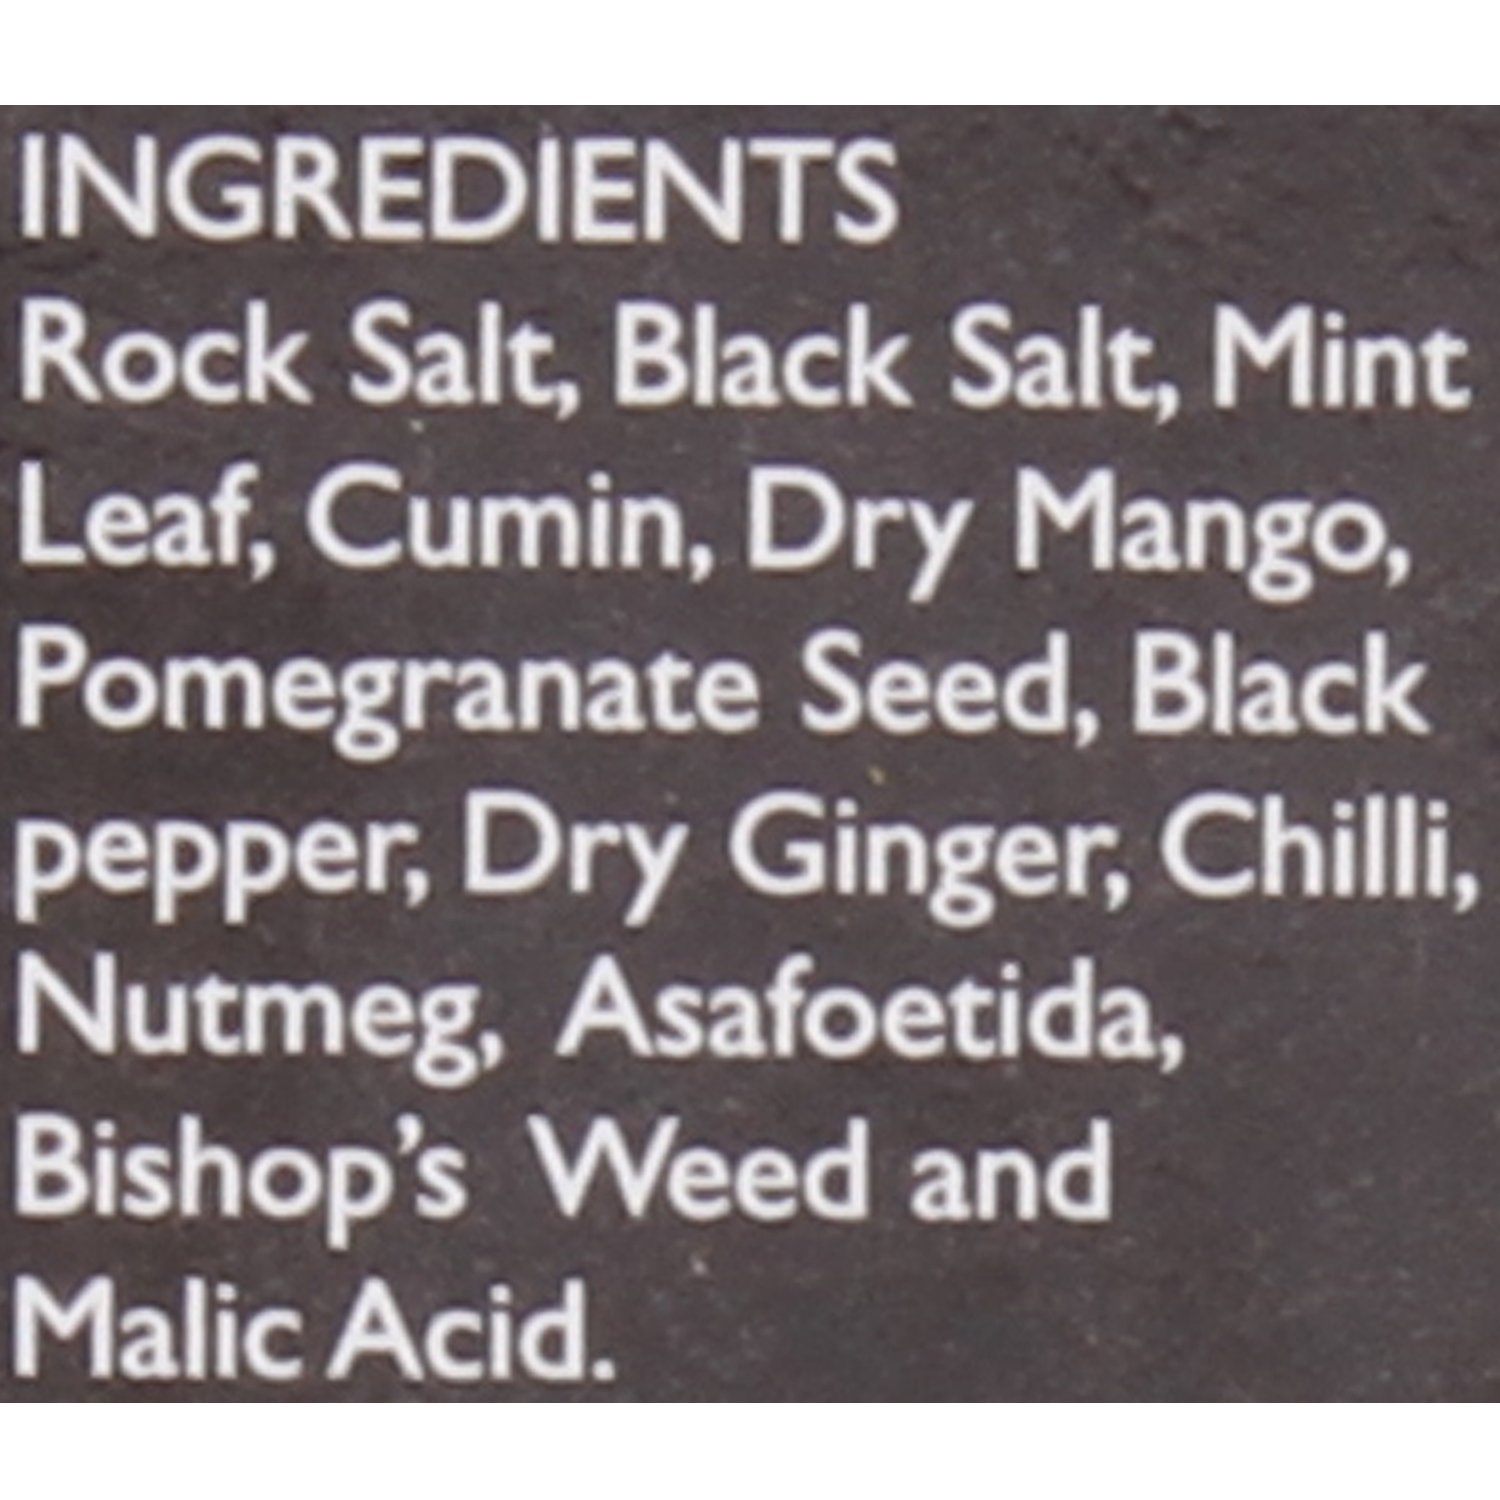 INGREDIENTS
Rock Salt, Black Salt, Mint
Leaf, Cumin, Dry Mango,
Pomegranate Seed, Black
pepper, Dry Ginger, Chilli,
Nutmeg, Asafoetida,
Bishop’s Weed and
Malic Acid.